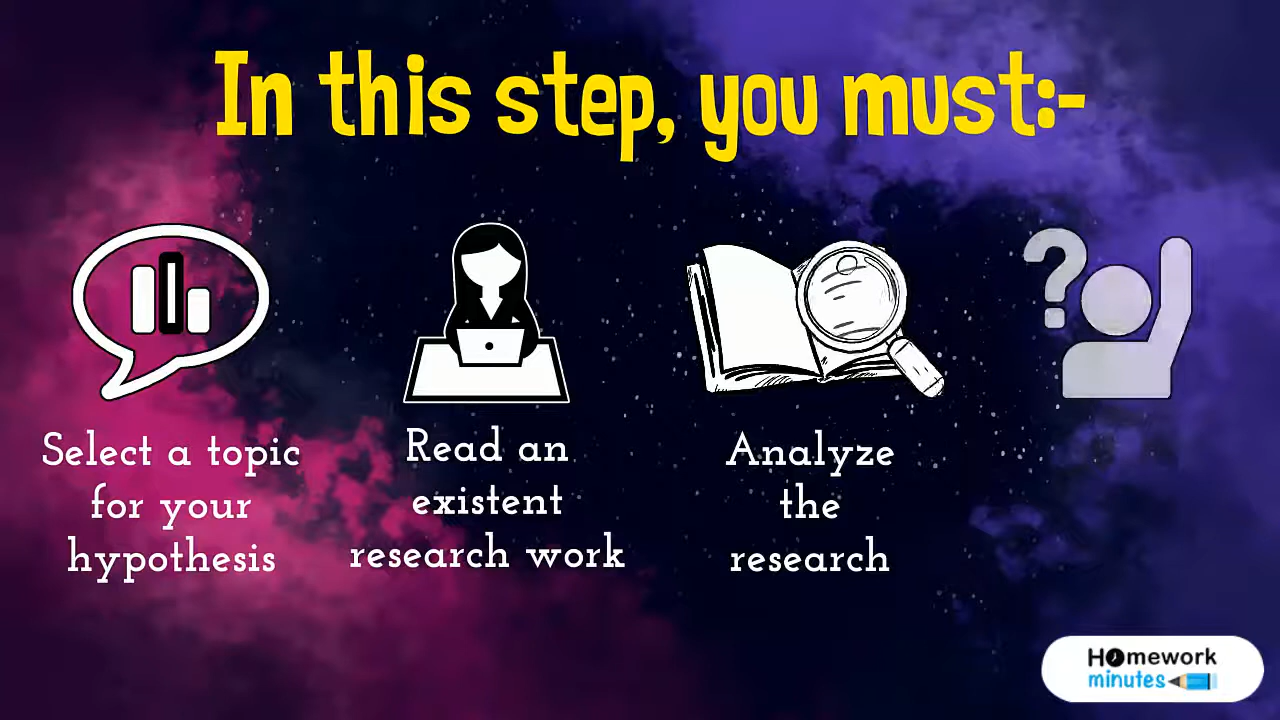 In this step, you must:-
Select a topic
for your
hypothesis
Read an
existent
research work
Analyze
the
research
?
Homework
minutes